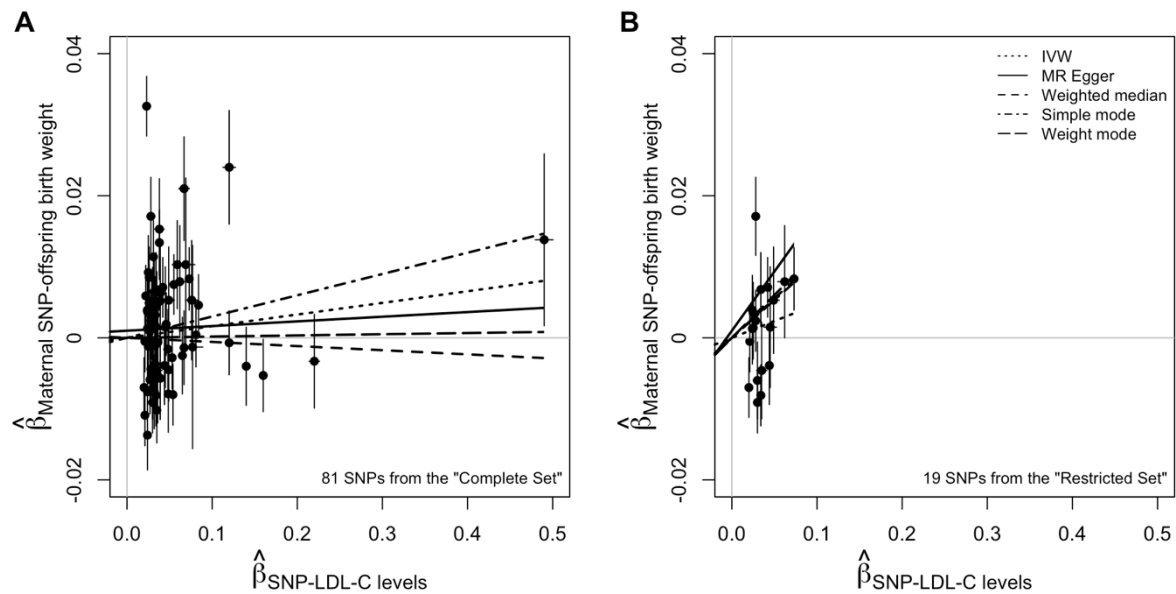 A
B
0.04
0.02
0
-0.02
β̂Maternal SNP-offspring birth weight
0.0 0.1 0.2 0.3 0.4 0.5
β̂SNP-LDL-C levels
81 SNPs from the "Complete Set"
IVW
MR Egger
Weighted median
Simple mode
Weight mode
0.04
0.02
0
-0.02
β̂Maternal SNP-offspring birth weight
0.0 0.1 0.2 0.3 0.4 0.5
β̂SNP-LDL-C levels
19 SNPs from the "Restricted Set"